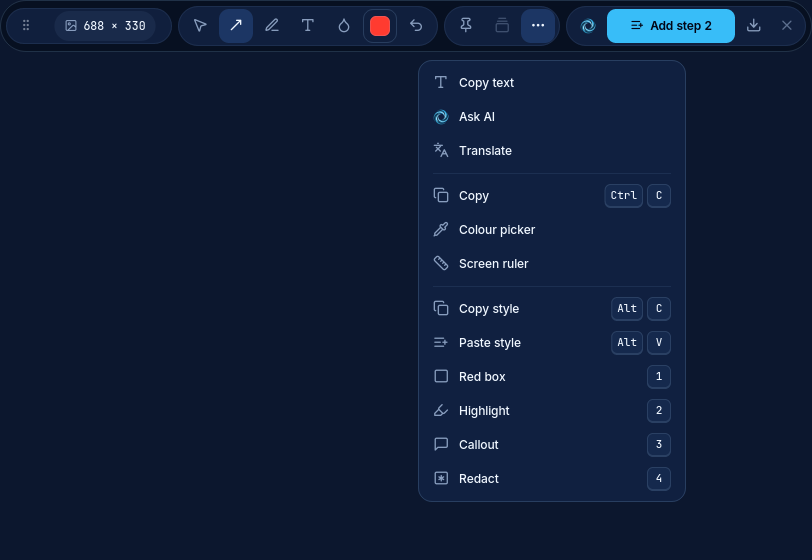 688 × 330
Add step 2
Copy text
Ask AI
Translate
Copy Ctrl C
Colour picker
Screen ruler
Copy style Alt C
Paste style Alt V
Red box 1
Highlight 2
Callout 3
Redact 4